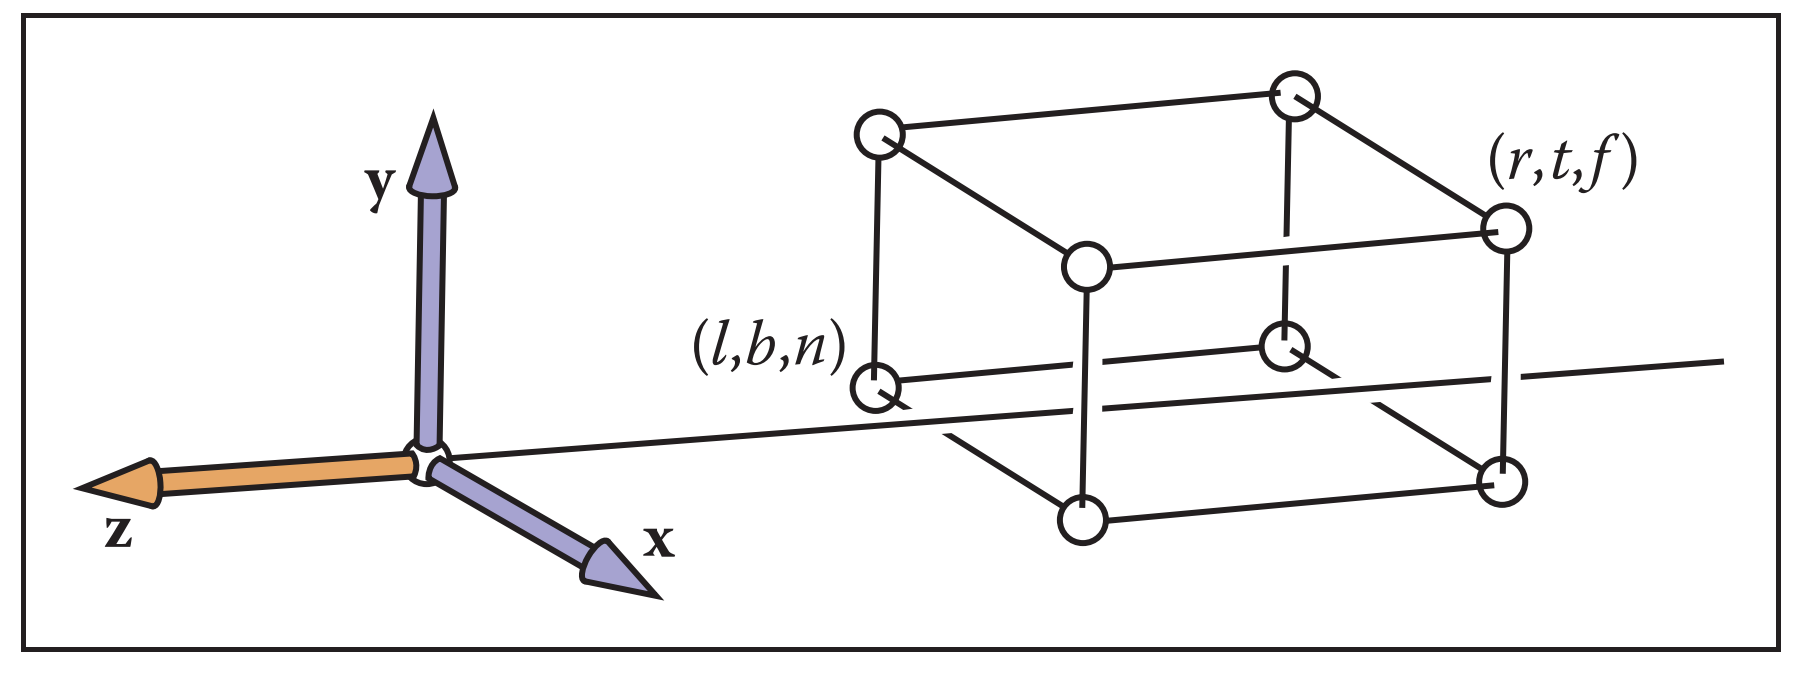 y
(r,t,f)
(l,b,n)
z
x